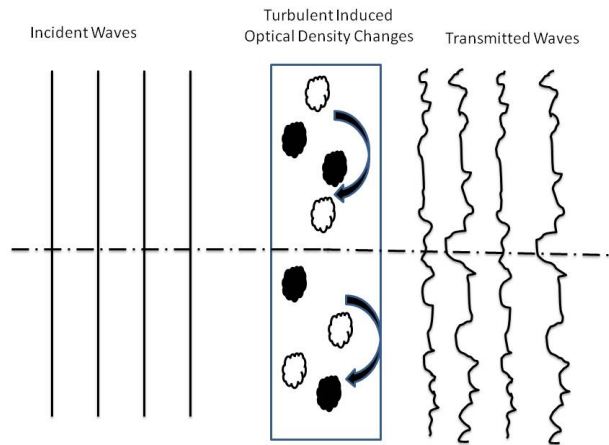 Incident Waves
Turbulent Induced
Optical Density Changes
Transmitted Waves